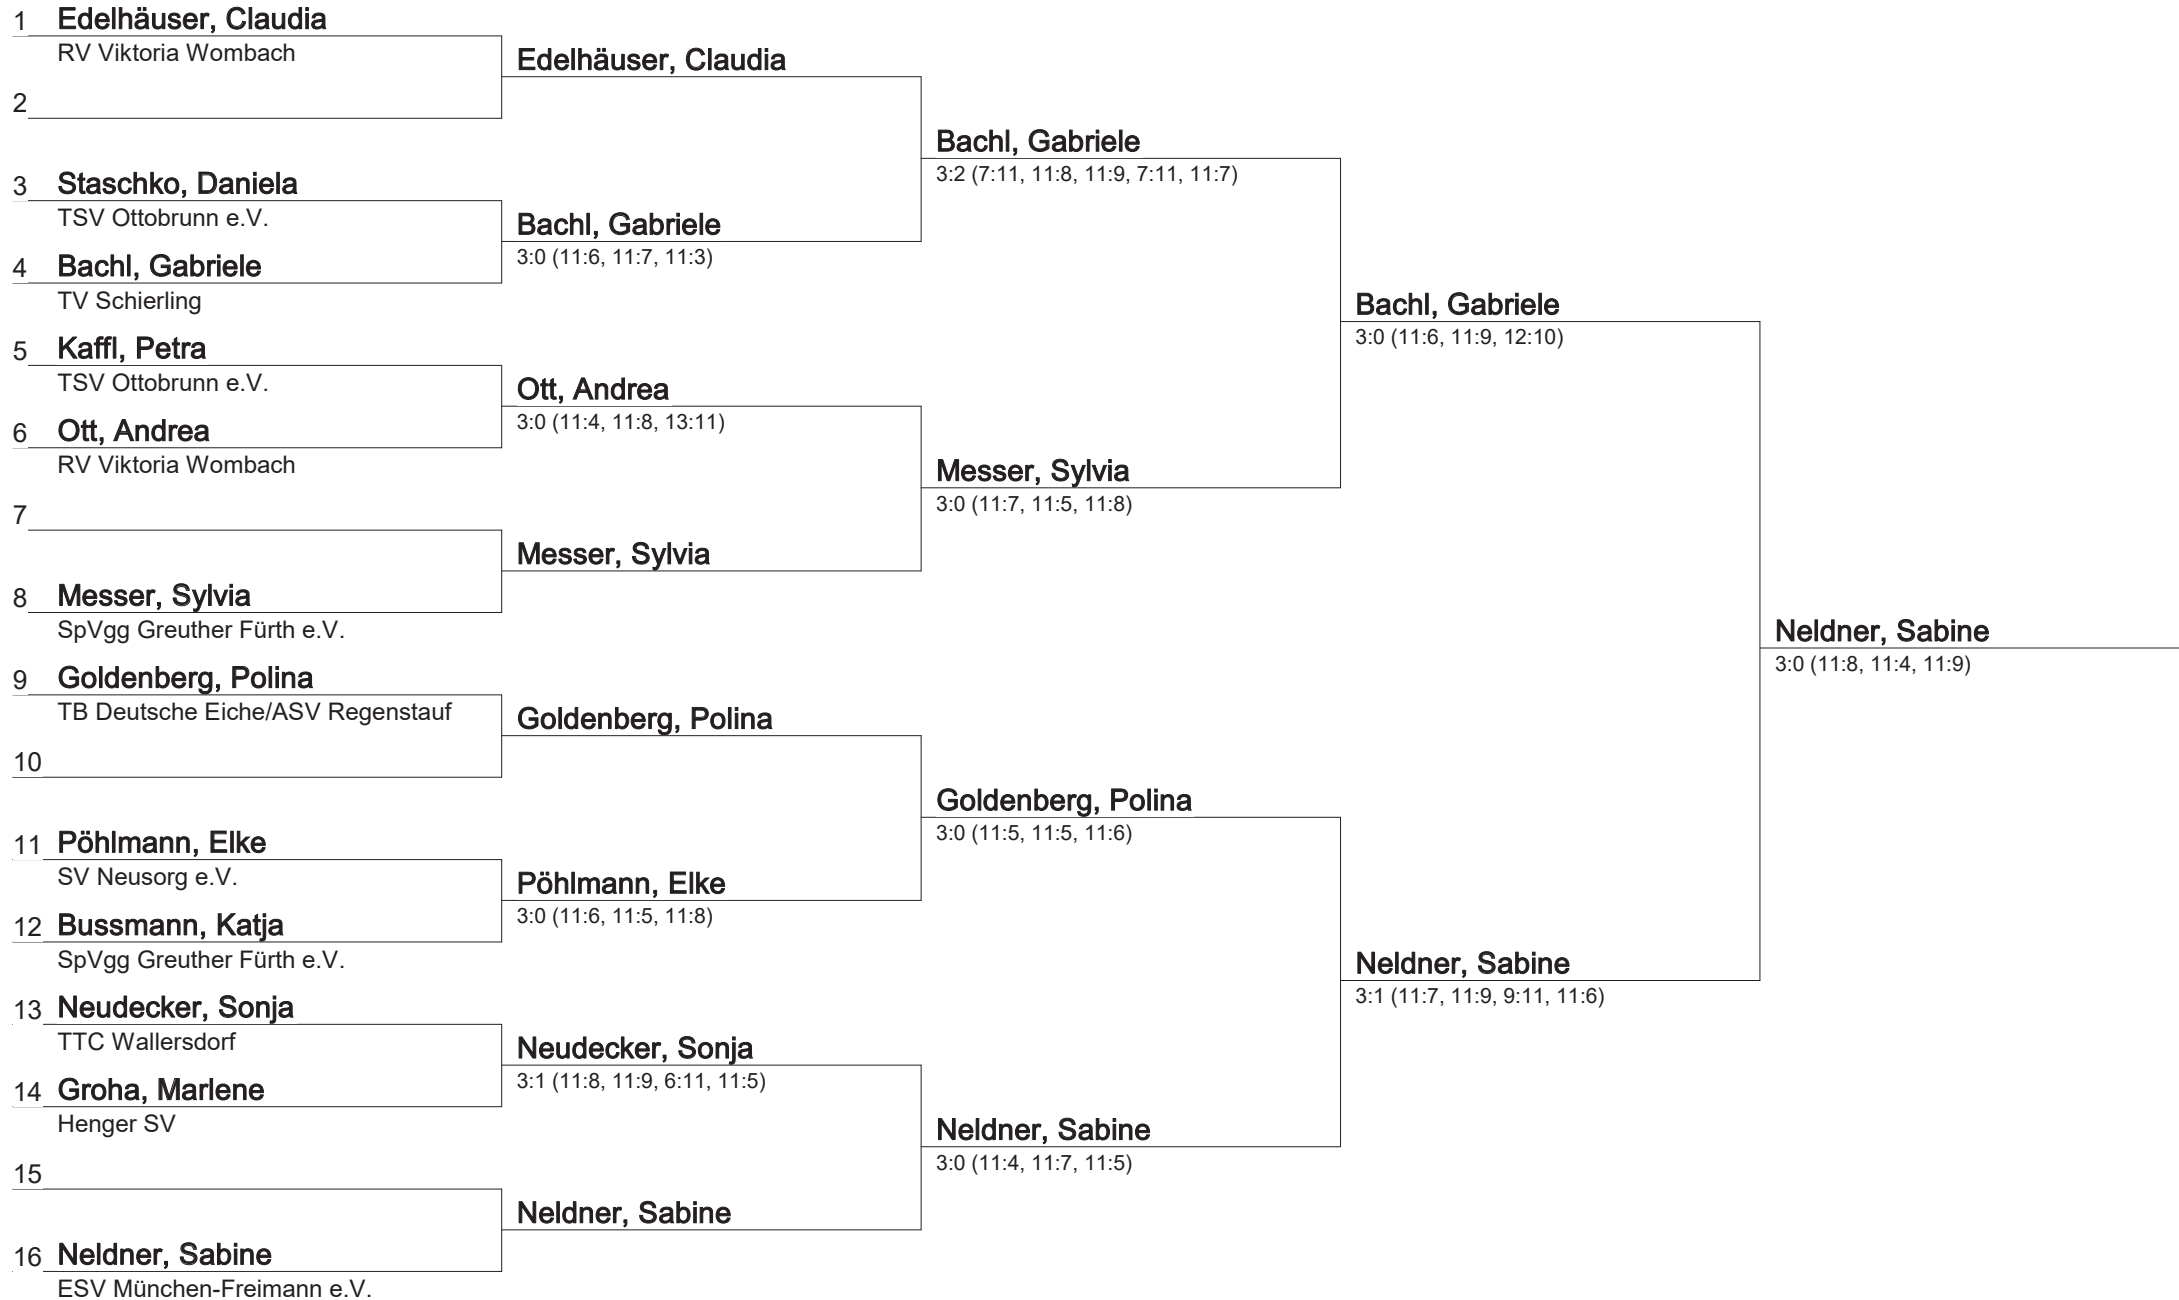 1 Edelhäuser, Claudia
RV Viktoria Wombach
2
3 Staschko, Daniela
TSV Ottobrunn e.V.
4 Bachl, Gabriele
TV Schierling
5 Kaffl, Petra
TSV Ottobrunn e.V.
6 Ott, Andrea
RV Viktoria Wombach
7
8 Messer, Sylvia
SpVgg Greuther Fürth e.V.
9 Goldenberg, Polina
TB Deutsche Eiche/ASV Regenstauf
10
11 Pöhlmann, Elke
SV Neusorg e.V.
12 Bussmann, Katja
SpVgg Greuther Fürth e.V.
13 Neudecker, Sonja
TTC Wallersdorf
14 Groha, Marlene
Henger SV
15
16 Neldner, Sabine
ESV München-Freimann e.V.
Edelhäuser, Claudia
Bachl, Gabriele
3:0 (11:6, 11:7, 11:3)
Ott, Andrea
3:0 (11:4, 11:8, 13:11)
Messer, Sylvia
Goldenberg, Polina
Pöhlmann, Elke
3:0 (11:6, 11:5, 11:8)
Neudecker, Sonja
3:1 (11:8, 11:9, 6:11, 11:5)
Neldner, Sabine
Bachl, Gabriele
3:2 (7:11, 11:8, 11:9, 7:11, 11:7)
Messer, Sylvia
3:0 (11:7, 11:5, 11:8)
Goldenberg, Polina
3:0 (11:5, 11:5, 11:6)
Neldner, Sabine
3:0 (11:4, 11:7, 11:5)
Bachl, Gabriele
3:0 (11:6, 11:9, 12:10)
Neldner, Sabine
3:1 (11:7, 11:9, 9:11, 11:6)
Neldner, Sabine
3:0 (11:8, 11:4, 11:9)